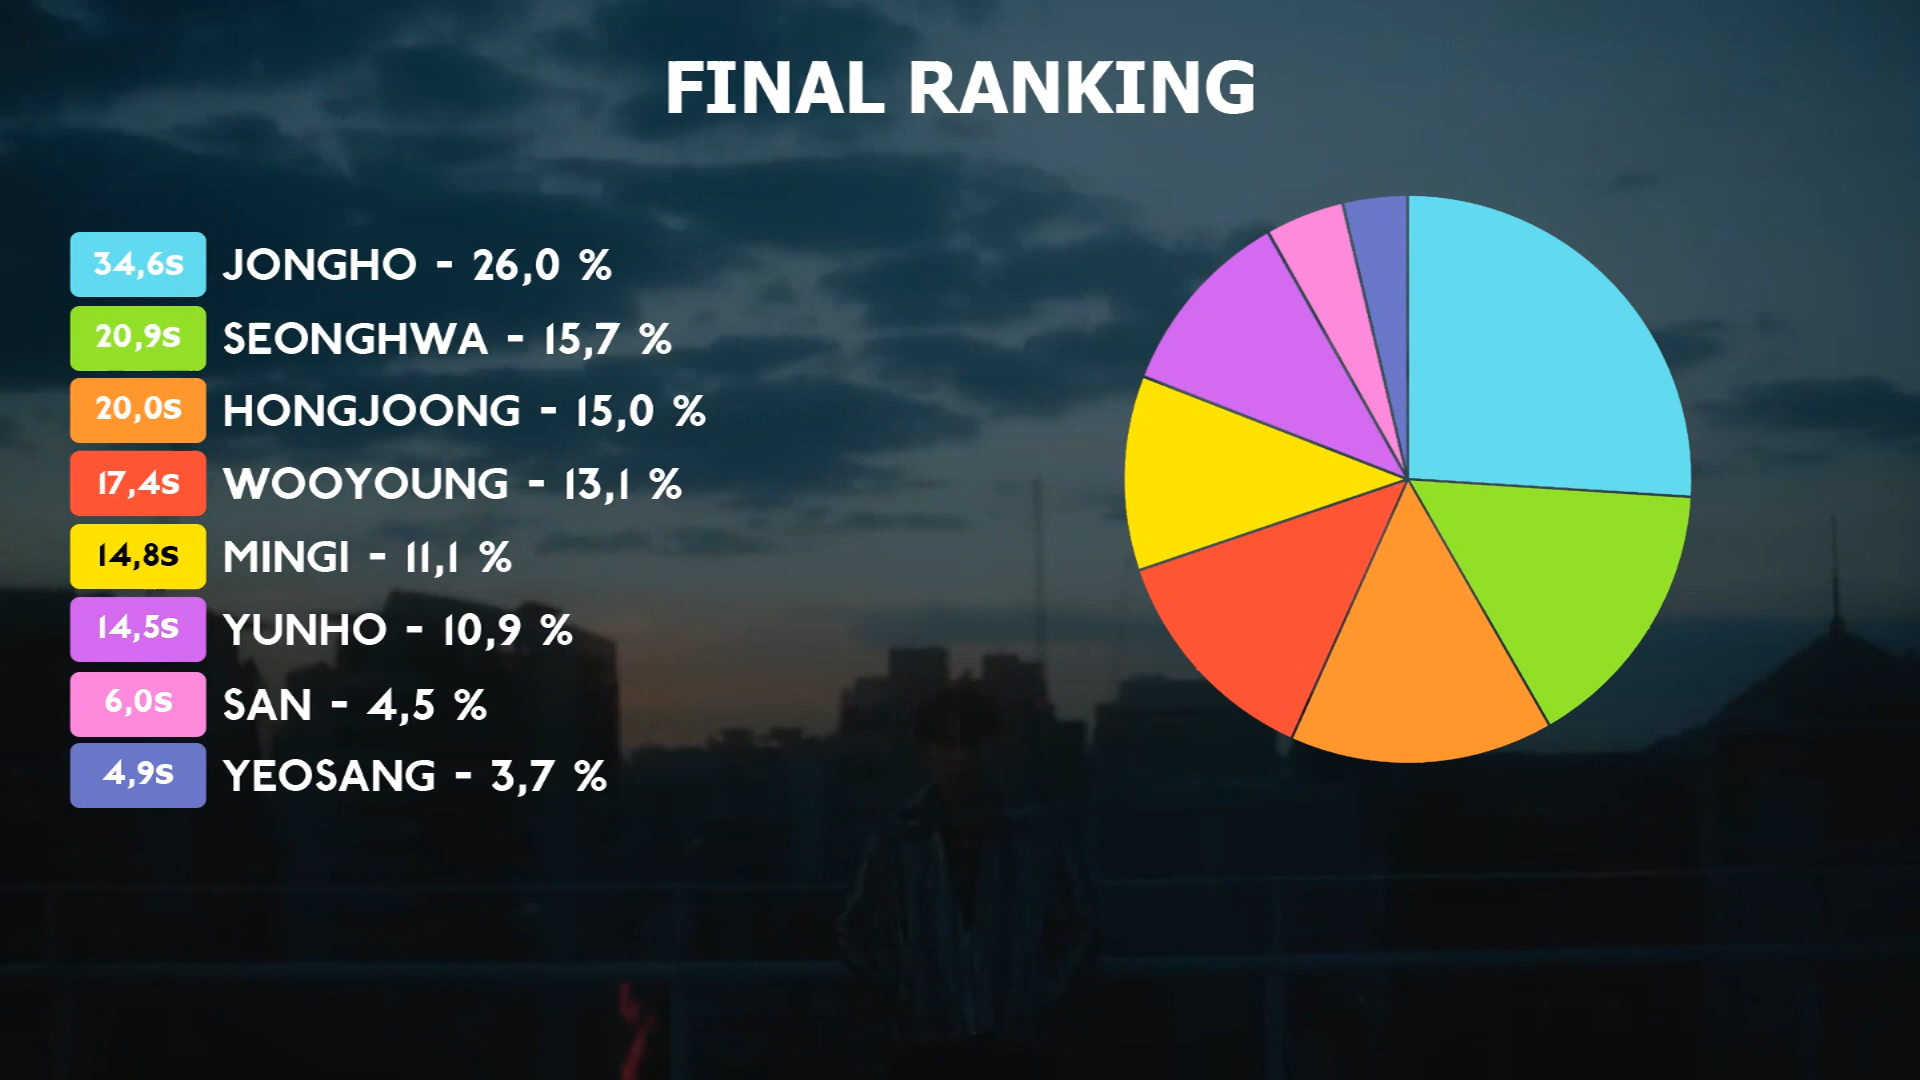 FINAL RANKING
34,6s JONGHO - 26,0 %
20,9s SEONGHWA - 15,7 %
20,0s HONGJOONG - 15,0 %
17,4s WOOYOUNG - 13,1 %
14,8s MINGI - 11,1 %
14,5s YUNHO - 10,9 %
6,0s SAN - 4,5 %
4,9s YEOSANG - 3,7 %